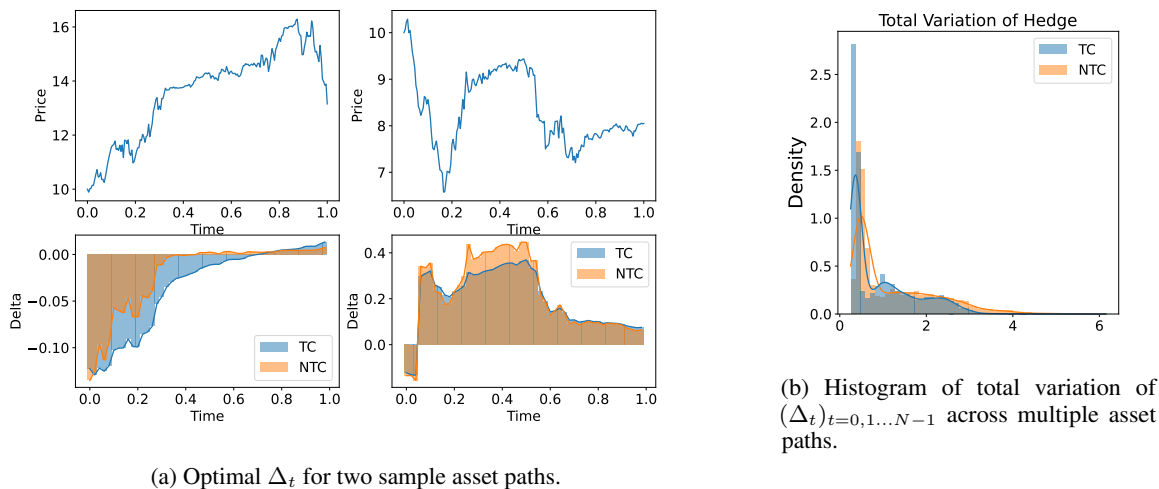 16
14
12
10
Price
0.0 0.2 0.4 0.6 0.8 1.0
Time
10
9
8
7
Price
0.0 0.2 0.4 0.6 0.8 1.0
Time
0.00
−0.05
−0.10
Delta
TC
NTC
0.0 0.2 0.4 0.6 0.8 1.0
Time
0.4
0.2
0.0
Delta
TC
NTC
0.0 0.2 0.4 0.6 0.8 1.0
Time
(a) Optimal Δₜ for two sample asset paths.
Total Variation of Hedge
TC
NTC
2.5
2.0
1.5
1.0
0.5
0.0
Density
0 2 4 6
(b) Histogram of total variation of
(Δₜ)ₜ₌₀,₁...N−1 across multiple asset
paths.